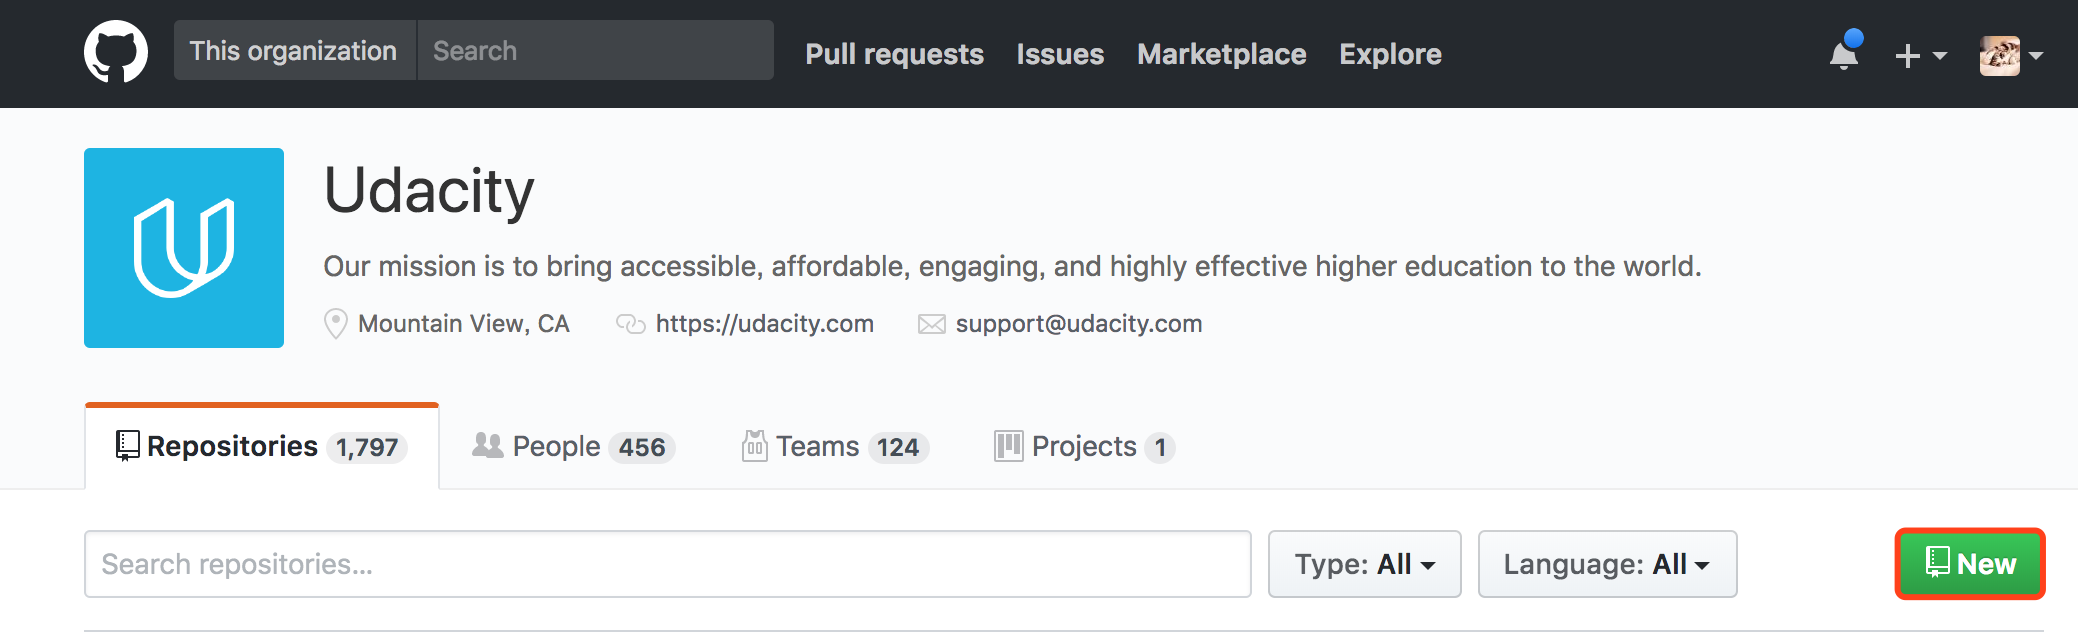 This organization Search Pull requests Issues Marketplace Explore
Udacity
Our mission is to bring accessible, affordable, engaging, and highly effective higher education to the world.
Mountain View, CA https://udacity.com support@udacity.com
Repositories 1,797 People 456 Teams 124 Projects 1
Search repositories... Type: All Language: All New